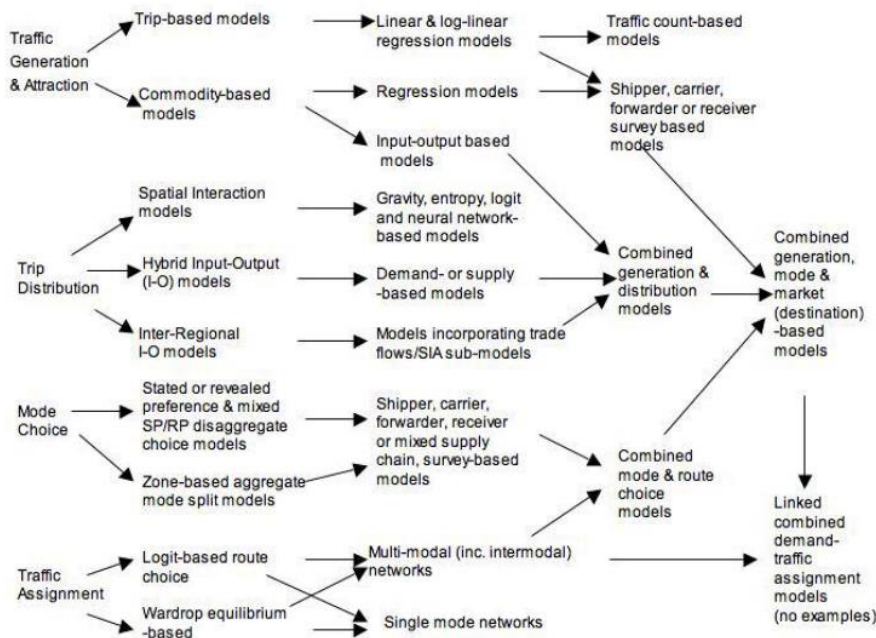 Traffic
Generation
& Attraction
Trip-based models
Linear & log-linear
regression models
Traffic count-based
models
Commodity-based
models
Regression models
Shipper, carrier,
forwarder or receiver
survey based
models
Input-output based
models
Trip
Distribution
Spatial Interaction
models
Gravity, entropy, logit
and neural network-
based models
Hybrid Input-Output
(I-O) models
Demand- or supply
-based models
Combined
generation &
distribution
models
Combined
generation,
mode &
market
(destination)
-based
models
Inter-Regional
I-O models
Models incorporating trade
flows/SIA sub-models
Mode
Choice
Stated or revealed
preference & mixed
SP/RP disaggregate
choice models
Shipper, carrier,
forwarder, receiver
or mixed supply
chain, survey-based
models
Zone-based aggregate
mode split models
Combined
mode & route
choice
models
Linked
combined
demand-
traffic
assignment
models
(no examples)
Traffic
Assignment
Logit-based route
choice
Multi-modal (inc. intermodal)
networks
Wardrop equilibrium
-based
Single mode networks